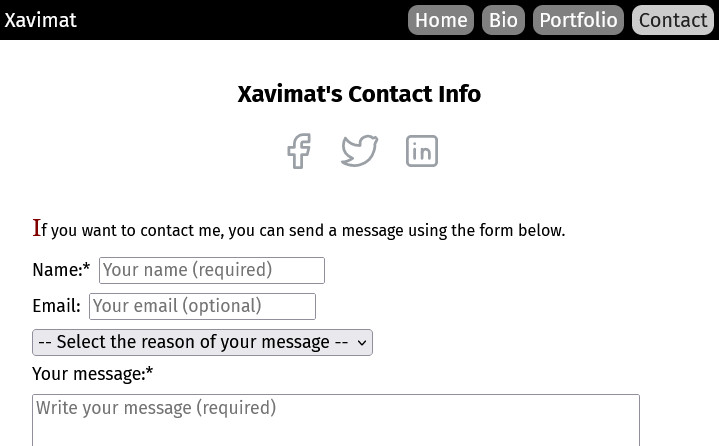 Xavimat Home Bio Portfolio Contact
Xavimat's Contact Info
in
If you want to contact me, you can send a message using the form below.
Name:* Your name (required)
Email: Your email (optional)
-- Select the reason of your message --
Your message:*
Write your message (required)